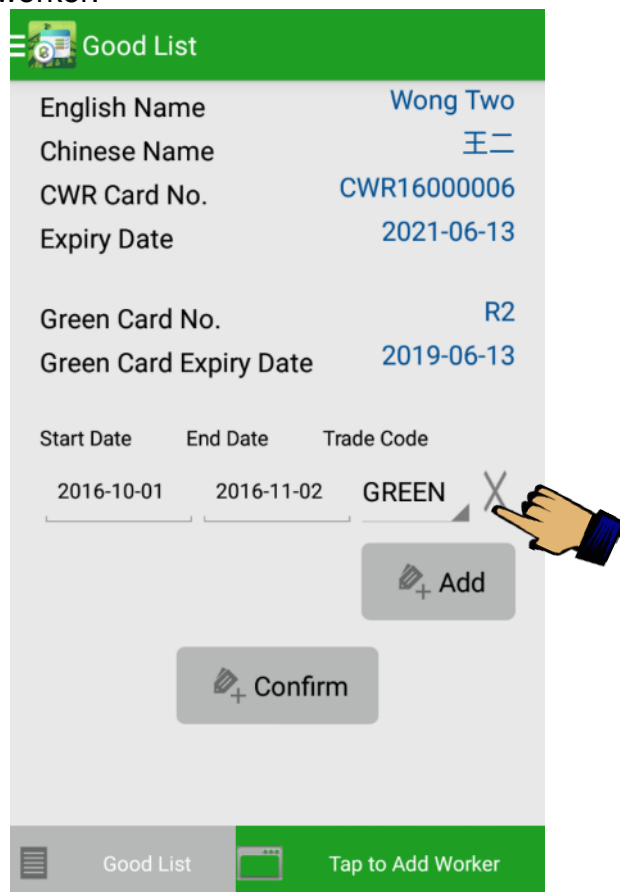 worker.
Good List
English Name Wong Two
Chinese Name 王二
CWR Card No. CWR16000006
Expiry Date 2021-06-13
Green Card No. R2
Green Card Expiry Date 2019-06-13
Start Date End Date Trade Code
2016-10-01 2016-11-02 GREEN X
Add
Confirm
Good List Tap to Add Worker